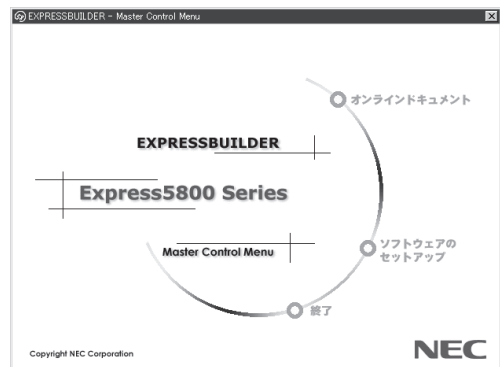 EXPRESSBUILDER - Master Control Menu
オンラインドキュメント
EXPRESSBUILDER
Express5800 Series
ソフトウェアの
セットアップ
Master Control Menu
終了
Copyright NEC Corporation
NEC